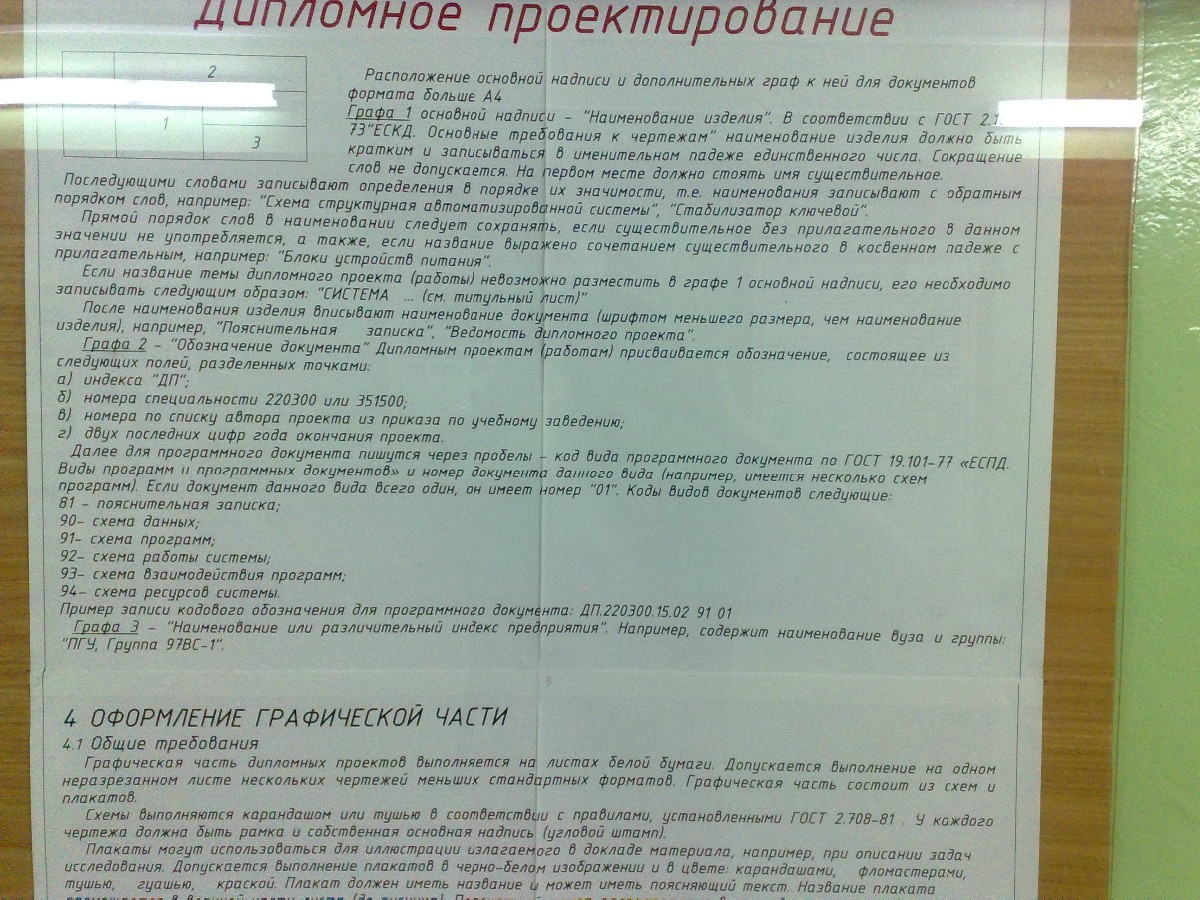 Дипломное проектирование
2
1
3
Расположение основной надписи и дополнительных граф к ней для документов
формата больше А4
Графа 1 основной надписи – "Наименование изделия". В соответствии с ГОСТ 2.1
73"ЕСКД. Основные требования к чертежам" наименование изделия должно быть
кратким и записываться в именительном падеже единственного числа. Сокращение
слов не допускается. На первом месте должно стоять имя существительное.
Последующими словами записывают определения в порядке их значимости, т.е. наименования записывают с обратным
порядком слов, например: "Схема структурная автоматизированной системы", "Стабилизатор ключевой".
Прямой порядок слов в наименовании следует сохранять, если существительное без прилагательного в данном
значении не употребляется, а также, если название выражено сочетанием существительного в косвенном падеже с
прилагательным, например: "Блоки устройств питания".
Если название темы дипломного проекта (работы) невозможно разместить в графе 1 основной надписи, его необходимо
записывать следующим образом: "СИСТЕМА ... (см. титульный лист)"
После наименования изделия вписывают наименование документа (шрифтом меньшего размера, чем наименование
изделия), например, "Пояснительная записка", "Ведомость дипломного проекта".
Графа 2 – "Обозначение документа" Дипломным проектам (работам) присваивается обозначение, состоящее из
следующих полей, разделенных точками:
а) индекса "ДП";
б) номера специальности 220300 или 351500;
в) номера по списку автора проекта из приказа по учебному заведению;
г) двух последних цифр года окончания проекта.
Далее для программного документа пишутся через пробелы – код вида программного документа по ГОСТ 19.101-77 «ЕСПД.
Виды программ и программных документов» и номер документа данного вида (например, имеется несколько схем
программ). Если документ данного вида всего один, он имеет номер "01". Коды видов документов следующие:
81 – пояснительная записка;
90– схема данных;
91– схема программ;
92– схема работы системы;
93– схема взаимодействия программ;
94– схема ресурсов системы.
Пример записи кодового обозначения для программного документа: ДП.220300.15.02 91 01
Графа 3 – "Наименование или различительный индекс предприятия". Например, содержит наименование вуза и группы:
"ПГУ, Группа 97ВС-1".
4 ОФОРМЛЕНИЕ ГРАФИЧЕСКОЙ ЧАСТИ
4.1 Общие требования
Графическая часть дипломных проектов выполняется на листах белой бумаги. Допускается выполнение на одном
неразрезанном листе нескольких чертежей меньших стандартных форматов. Графическая часть состоит из схем и
плакатов.
Схемы выполняются карандашом или тушью в соответствии с правилами, установленными ГОСТ 2.708-81 . У каждого
чертежа должна быть рамка и собственная основная надпись (угловой штамп).
Плакаты могут использоваться для иллюстрации излагаемого в докладе материала, например, при описании задач
исследования. Допускается выполнение плакатов в черно-белом изображении и в цвете: карандашами, фломастерами,
тушью, гуашью, краской. Плакат должен иметь название и может иметь поясняющий текст. Название плаката